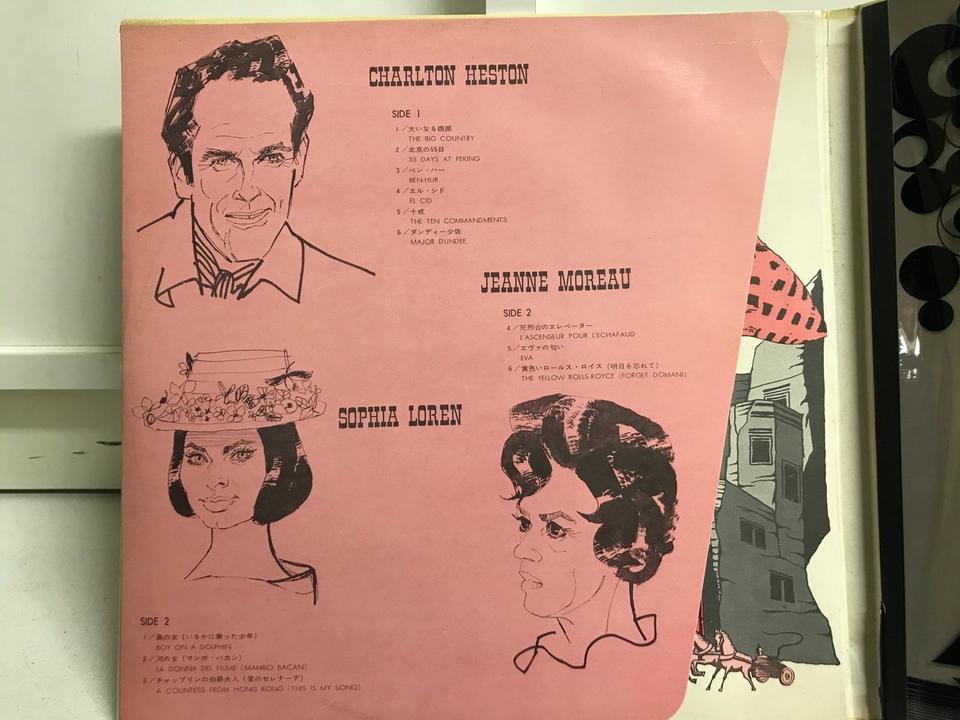 CHARLTON HESTON
SIDE 1
1／大いなる西部
THE BIG COUNTRY
2／北京の55日
55 DAYS AT PEKING
3／ベン・ハー
BEN-HUR
4／エル・シド
EL CID
5／十戒
THE TEN COMMANDMENTS
6／ダンディー少佐
MAJOR DUNDEE
JEANNE MOREAU
SIDE 2
4／死刑台のエレベーター
L'ASCENSEUR POUR L'ECHAFAUD
5／エヴァの匂い
EVA
6／黄色いロールス・ロイス（明日を忘れて）
THE YELLOW ROLLS-ROYCE (FORGET DOMANI)
SOPHIA LOREN
SIDE 2
1／島の女（いるかに乗った少年）
BOY ON A DOLPHIN
2／河の女（マンボ・バカン）
LA DONNA DEL FIUME (MAMBO BACAN)
3／チャップリンの伯爵夫人（愛のセレナーデ）
A COUNTESS FROM HONG KONG (THIS IS MY SONG)